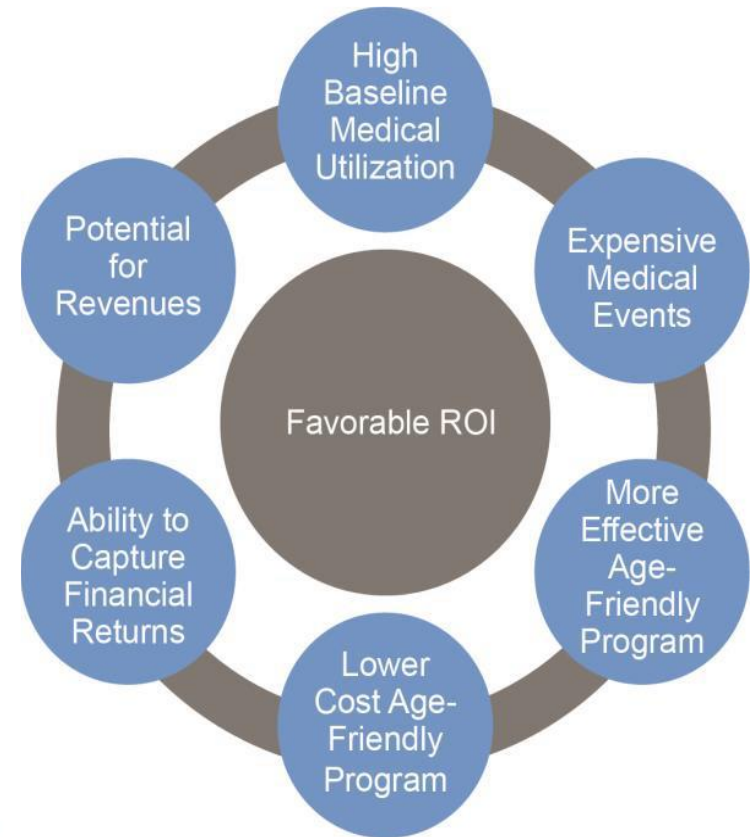 High
Baseline
Medical
Utilization
Expensive
Medical
Events
More
Effective
Age-
Friendly
Program
Lower
Cost Age-
Friendly
Program
Ability to
Capture
Financial
Returns
Potential
for
Revenues
Favorable ROI